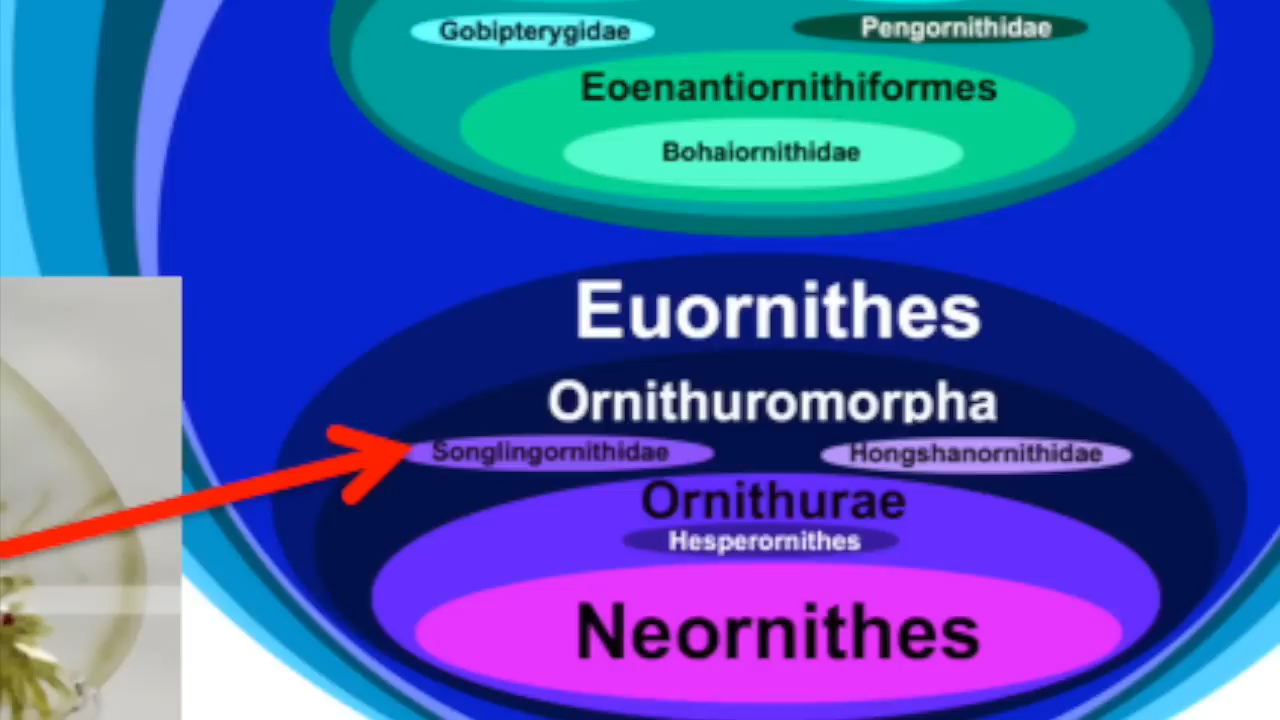 Gobipterygidae
Pengornithidae
Eoenantiornithiformes
Bohaiornithidae
Euornithes
Ornithuromorpha
Songlingornithidae
Hongshanornithidae
Ornithurae
Hesperornithes
Neornithes